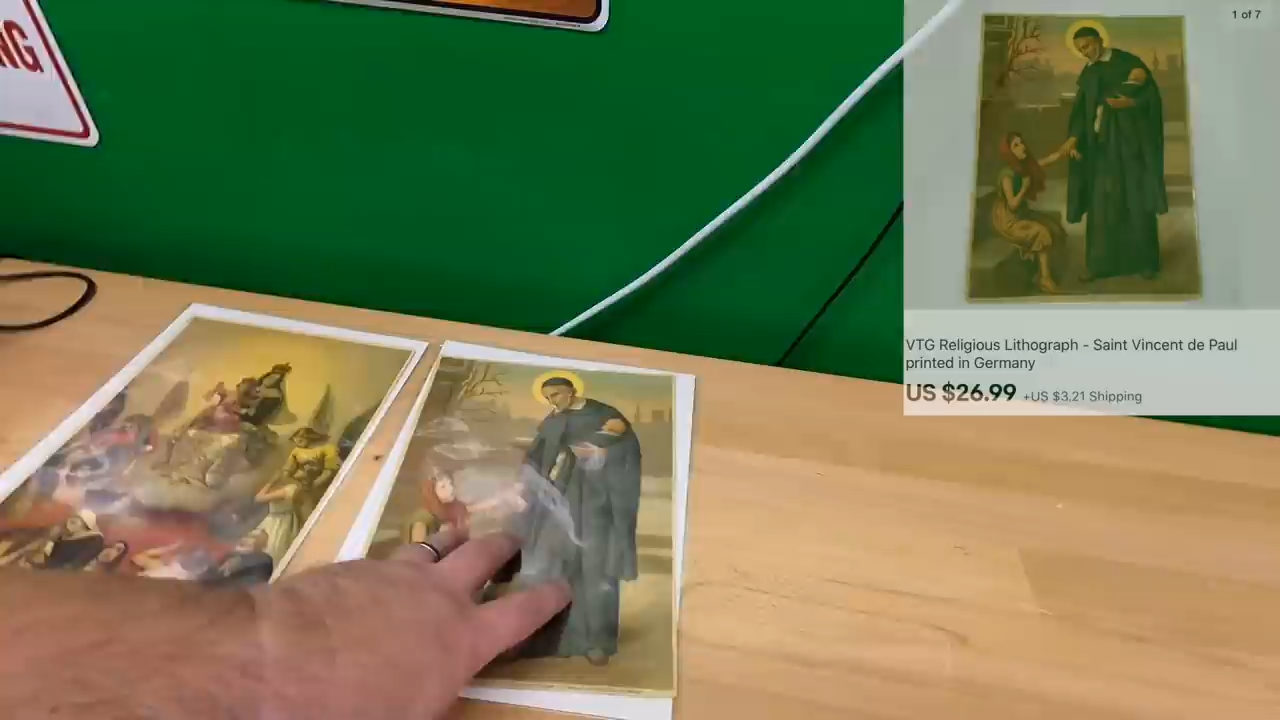 NG
1 of 7
VTG Religious Lithograph - Saint Vincent de Paul
printed in Germany
US $26.99 +US $3.21 Shipping